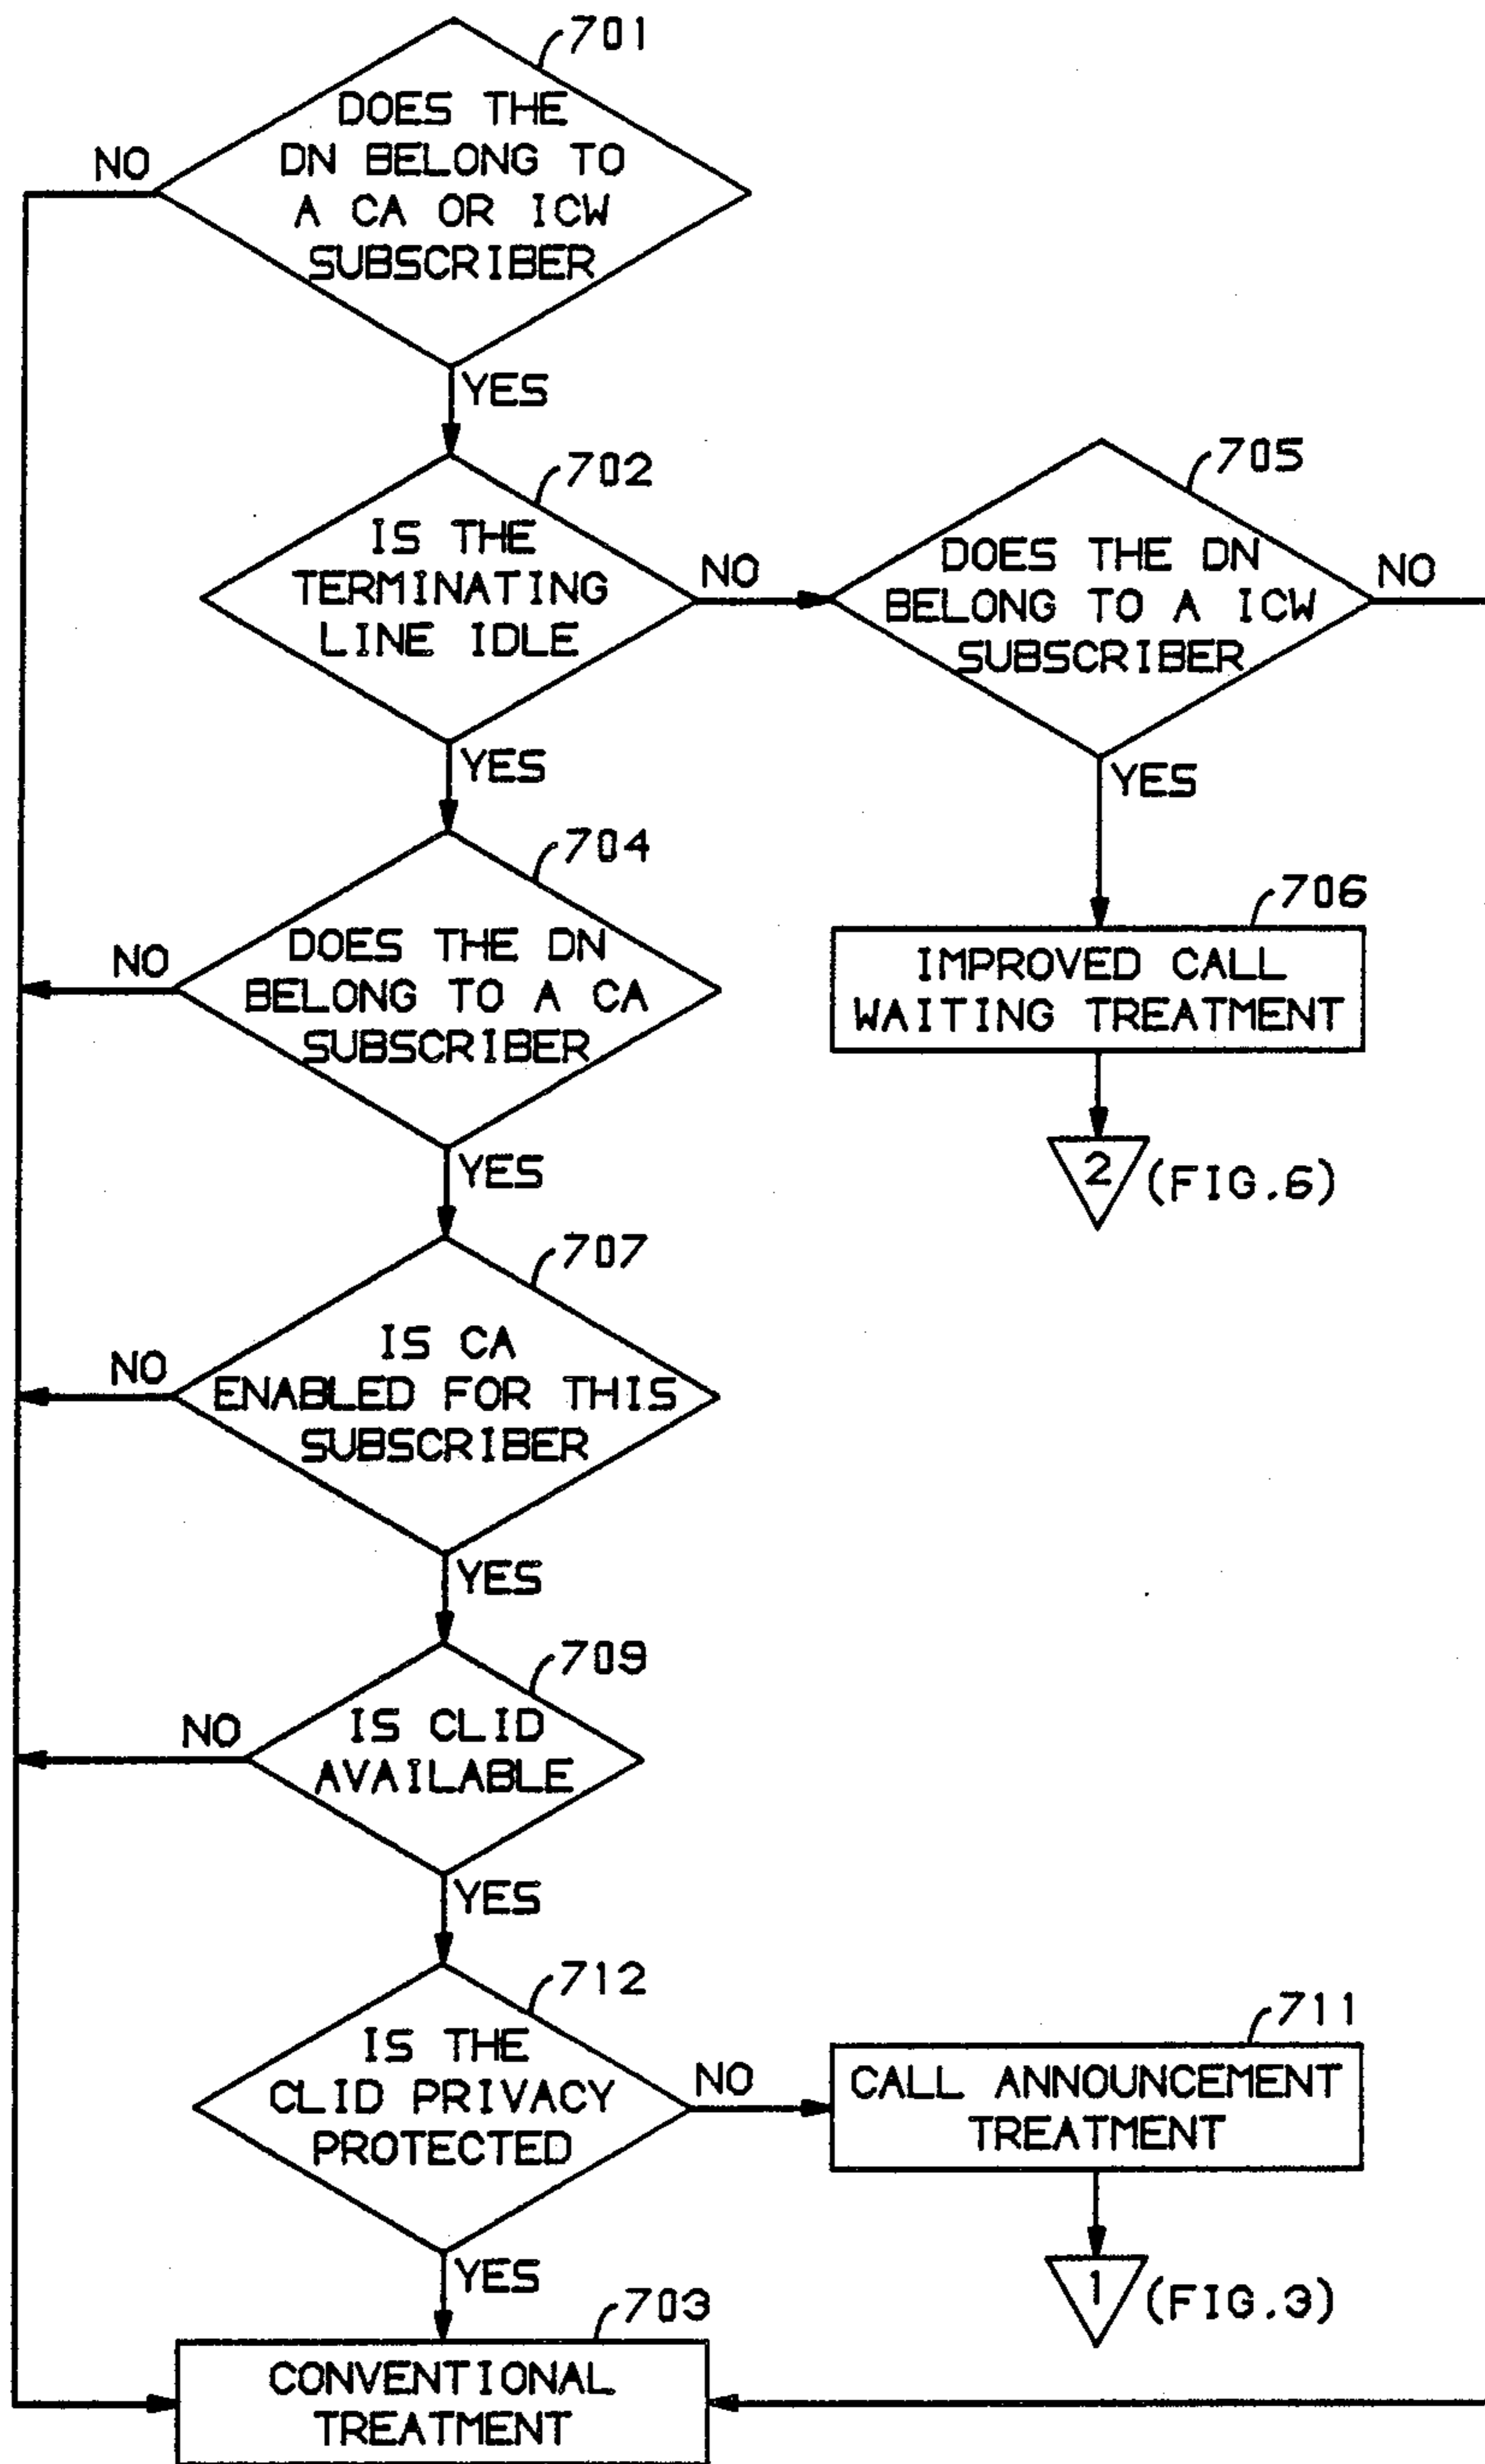 701
DOES THE
DN BELONG TO
A CA OR ICW
SUBSCRIBER
NO
YES
702
IS THE
TERMINATING
LINE IDLE
NO
YES
705
DOES THE DN
BELONG TO A ICW
SUBSCRIBER
NO
YES
704
DOES THE DN
BELONG TO A CA
SUBSCRIBER
NO
YES
706
IMPROVED CALL
WAITING TREATMENT
2 (FIG.6)
707
IS CA
ENABLED FOR THIS
SUBSCRIBER
NO
YES
709
IS CLID
AVAILABLE
NO
YES
712
IS THE
CLID PRIVACY
PROTECTED
NO
YES
711
CALL ANNOUNCEMENT
TREATMENT
1 (FIG.3)
703
CONVENTIONAL
TREATMENT